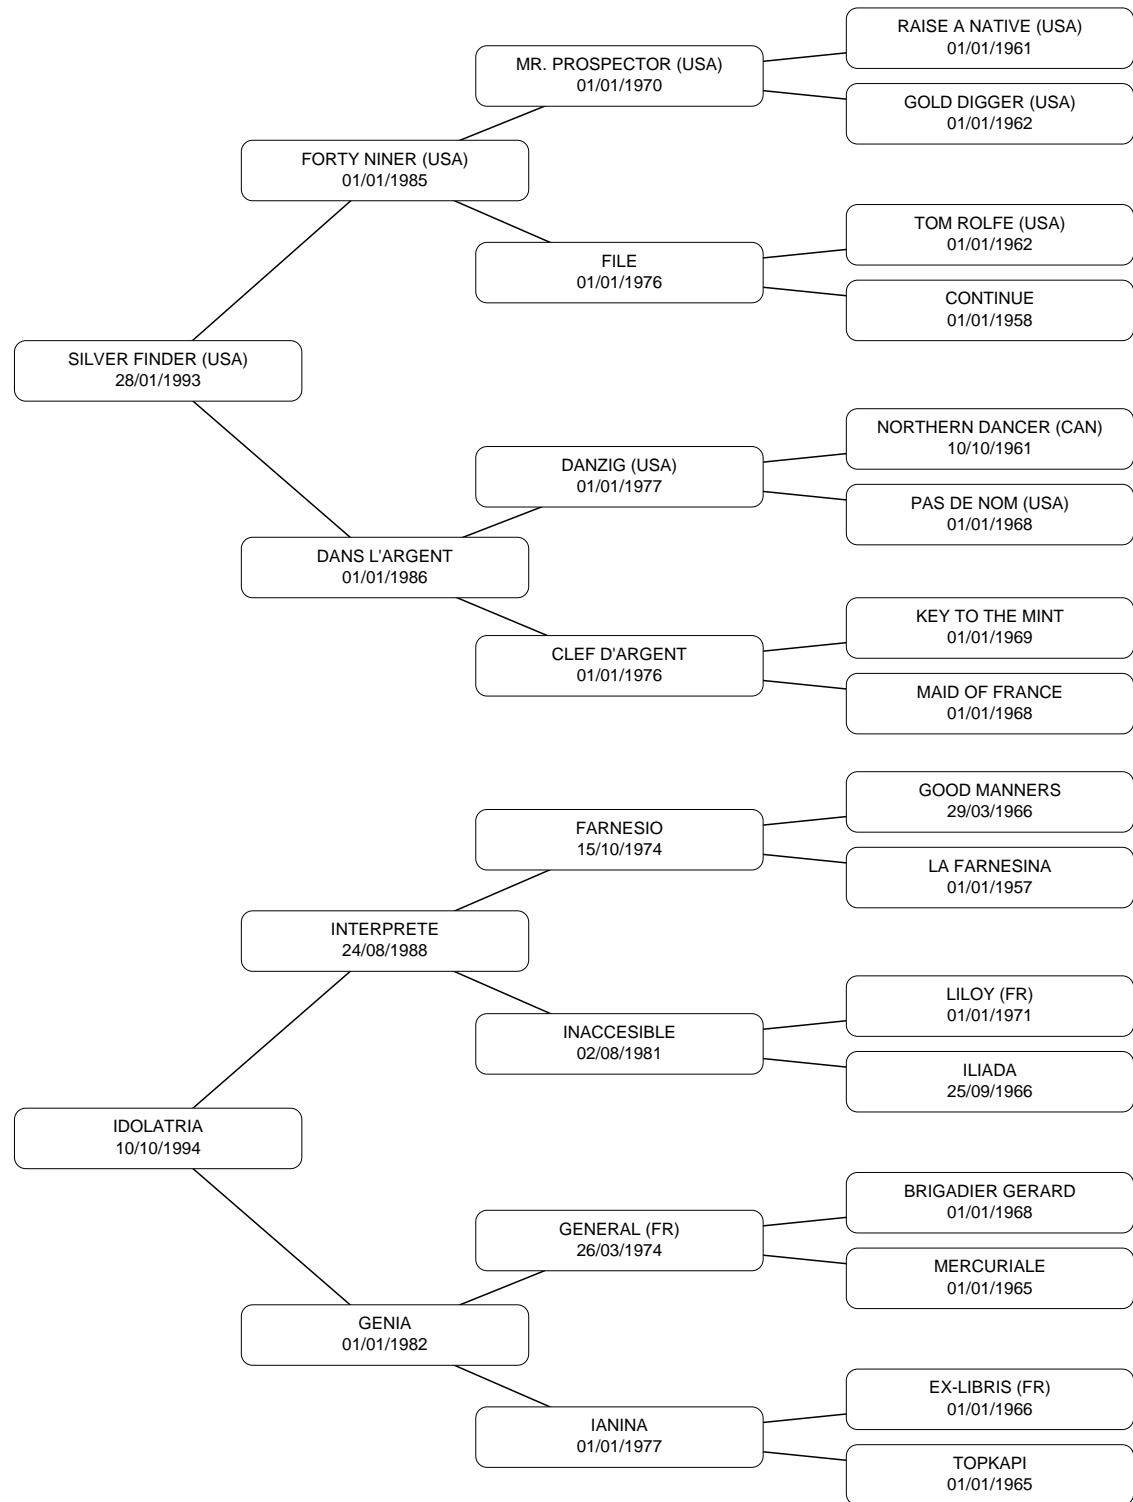 RAISE A NATIVE (USA)
01/01/1961
MR. PROSPECTOR (USA)
01/01/1970
GOLD DIGGER (USA)
01/01/1962
FORTY NINER (USA)
01/01/1985
TOM ROLFE (USA)
01/01/1962
FILE
01/01/1976
CONTINUE
01/01/1958
SILVER FINDER (USA)
28/01/1993
NORTHERN DANCER (CAN)
10/10/1961
DANZIG (USA)
01/01/1977
PAS DE NOM (USA)
01/01/1968
DANS L'ARGENT
01/01/1986
KEY TO THE MINT
01/01/1969
CLEF D'ARGENT
01/01/1976
MAID OF FRANCE
01/01/1968
GOOD MANNERS
29/03/1966
FARNESIO
15/10/1974
LA FARNESINA
01/01/1957
INTERPRETE
24/08/1988
LILOY (FR)
01/01/1971
INACCESIBLE
02/08/1981
ILIADA
25/09/1966
IDOLATRIA
10/10/1994
BRIGADIER GERARD
01/01/1968
GENERAL (FR)
26/03/1974
MERCURIALE
01/01/1965
GENIA
01/01/1982
EX-LIBRIS (FR)
01/01/1966
IANINA
01/01/1977
TOPKAPI
01/01/1965